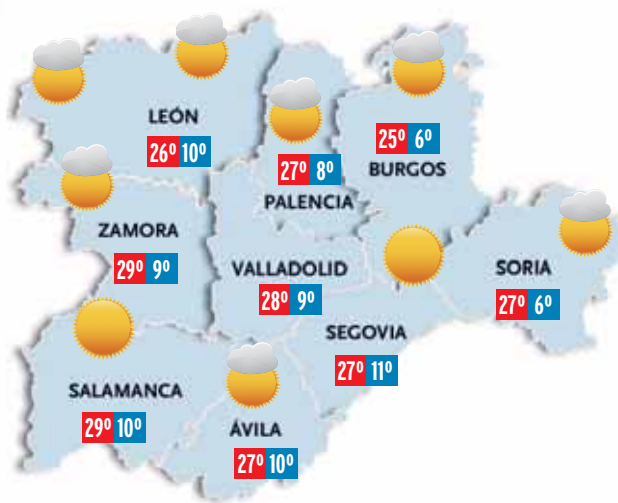 LEÓN
26º 10º
27º 8º
PALENCIA
25º 6º
BURGOS
ZAMORA
29º 9º
VALLADOLID
28º 9º
SORIA
27º 6º
SEGOVIA
27º 11º
SALAMANCA
29º 10º
ÁVILA
27º 10º